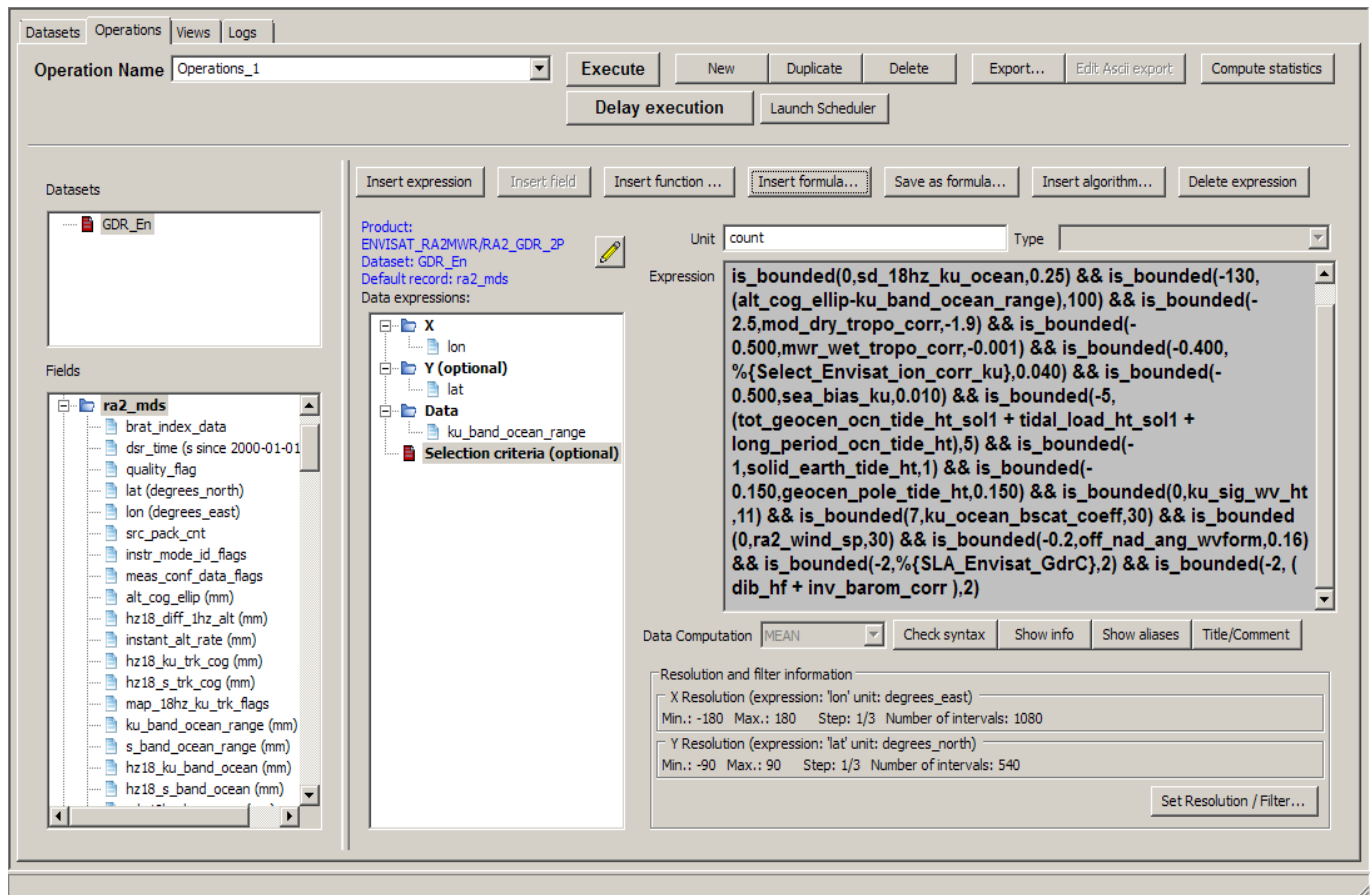 Datasets Operations Views Logs
Operation Name Operations_1 Execute New Duplicate Delete Export... Edit Ascii export Compute statistics
Delay execution Launch Scheduler
Datasets
GDR_En
Fields
ra2_mds
brat_index_data
dsr_time (s since 2000-01-01
quality_flag
lat (degrees_north)
lon (degrees_east)
src_pack_cnt
instr_mode_id_flags
meas_conf_data_flags
alt_cog_ellip (mm)
hz18_diff_1hz_alt (mm)
instant_alt_rate (mm)
hz18_ku_trk_cog (mm)
hz18_s_trk_cog (mm)
map_18hz_ku_trk_flags
ku_band_ocean_range (mm)
s_band_ocean_range (mm)
hz18_ku_band_ocean (mm)
hz18_s_band_ocean (mm)
Insert expression Insert field Insert function ... Insert formula... Save as formula... Insert algorithm... Delete expression
Product:
ENVISAT_RA2MWR/RA2_GDR_2P
Dataset: GDR_En
Default record: ra2_mds
Data expressions:
X
lon
Y (optional)
lat
Data
ku_band_ocean_range
Selection criteria (optional)
Unit count Type
Expression
is_bounded(0,sd_18hz_ku_ocean,0.25) && is_bounded(-130,
(alt_cog_ellip-ku_band_ocean_range),100) && is_bounded(-
2.5,mod_dry_tropo_corr,-1.9) && is_bounded(-
0.500,mwr_wet_tropo_corr,-0.001) && is_bounded(-0.400,
%{Select_Envisat_ion_corr_ku},0.040) && is_bounded(-
0.500,sea_bias_ku,0.010) && is_bounded(-5,
(tot_geocen_ocn_tide_ht_sol1 + tidal_load_ht_sol1 +
long_period_ocn_tide_ht),5) && is_bounded(-
1,solid_earth_tide_ht,1) && is_bounded(-
0.150,geocen_pole_tide_ht,0.150) && is_bounded(0,ku_sig_wv_ht
,11) && is_bounded(7,ku_ocean_bscat_coeff,30) && is_bounded
(0,ra2_wind_sp,30) && is_bounded(-0.2,off_nad_ang_wvform,0.16)
&& is_bounded(-2,%{SLA_Envisat_GdrC},2) && is_bounded(-2, (
dib_hf + inv_barom_corr ),2)
Data Computation MEAN Check syntax Show info Show aliases Title/Comment
Resolution and filter information
X Resolution (expression: 'lon' unit: degrees_east)
Min.: -180 Max.: 180 Step: 1/3 Number of intervals: 1080
Y Resolution (expression: 'lat' unit: degrees_north)
Min.: -90 Max.: 90 Step: 1/3 Number of intervals: 540
Set Resolution / Filter...